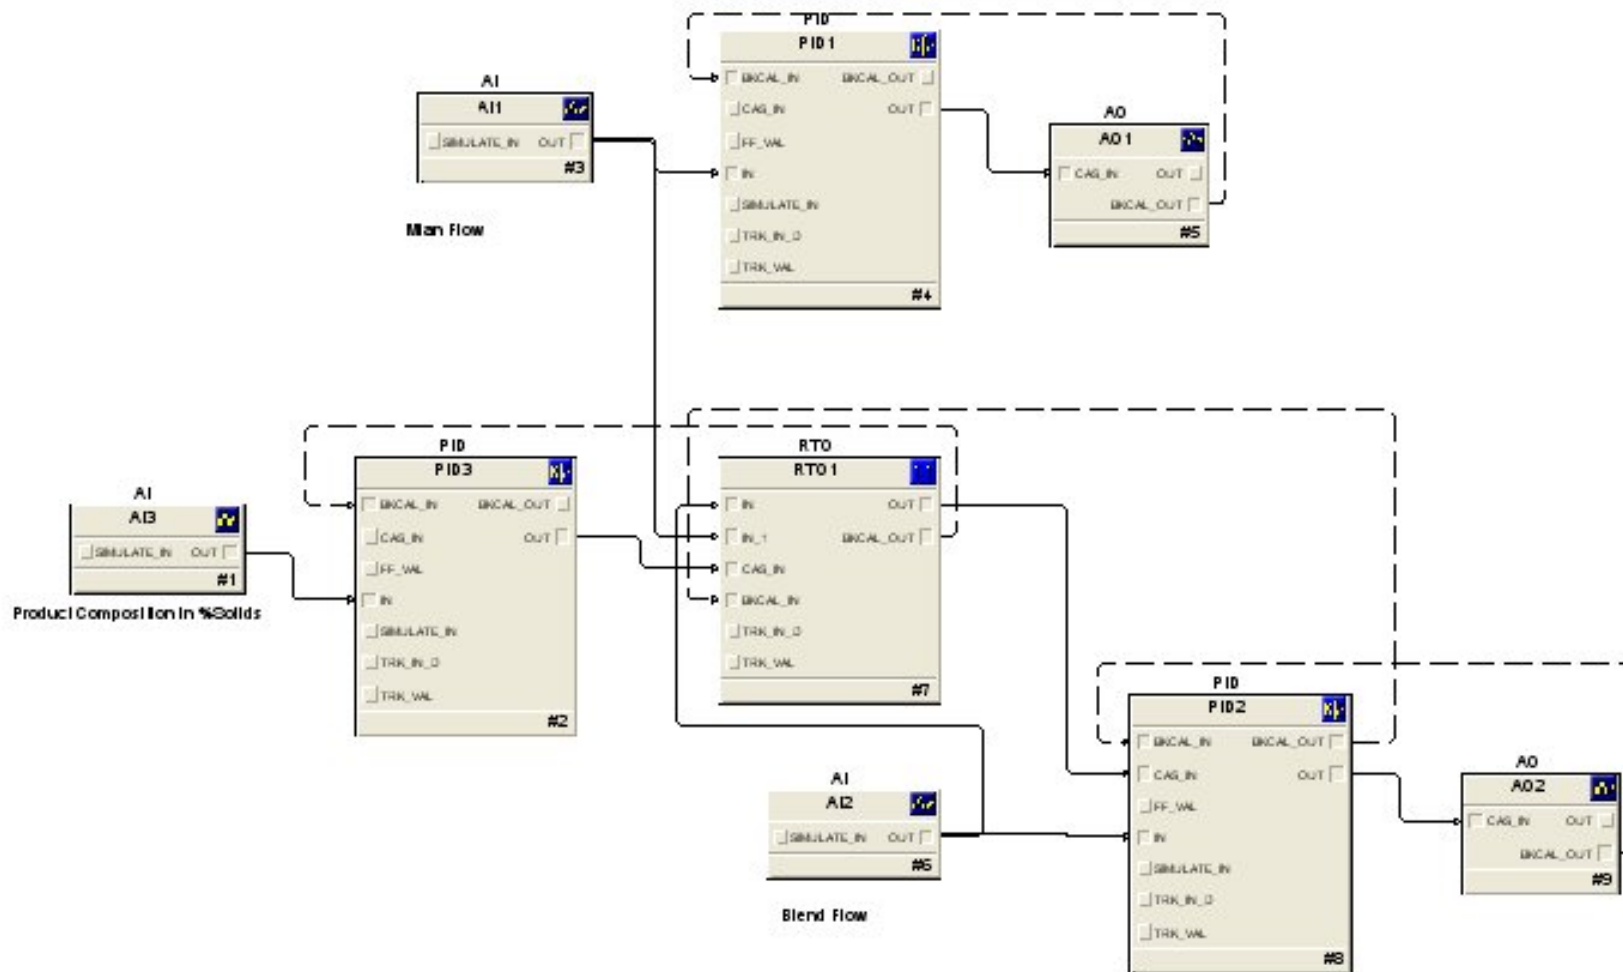 PID
PID1
BKCAL_IN BKCAL_OUT
CAS_IN OUT
FF_VAL
IN
SIMULATE_IN
TRK_IN_D
TRK_VAL
#4
AI
AI1
SIMULATE_IN OUT
#3
Mian Flow
AO
AO1
CAS_IN OUT
BKCAL_OUT
#5
PID
PID3
BKCAL_IN BKCAL_OUT
CAS_IN OUT
FF_VAL
IN
SIMULATE_IN
TRK_IN_D
TRK_VAL
#2
RTO
RTO1
IN OUT
IN_1 BKCAL_OUT
CAS_IN
BKCAL_IN
TRK_IN_D
TRK_VAL
#7
AI
AI3
SIMULATE_IN OUT
#1
Product Composition in %Solids
PID
PID2
BKCAL_IN BKCAL_OUT
CAS_IN OUT
FF_VAL
IN
SIMULATE_IN
TRK_IN_D
TRK_VAL
#8
AI
AI2
SIMULATE_IN OUT
#6
Blend Flow
AO
AO2
CAS_IN OUT
BKCAL_OUT
#9